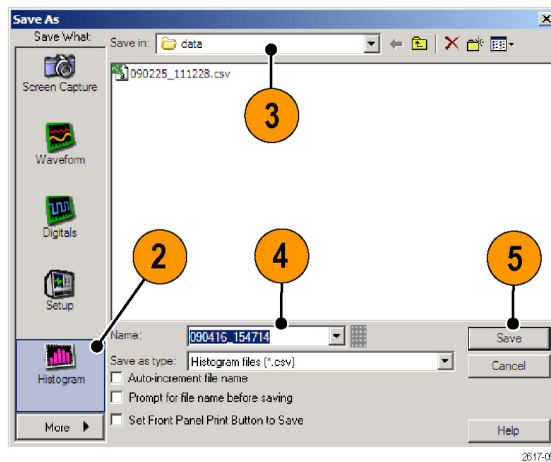 Save As
Save What:
Save in: data
090225_111228.csv
Screen Capture
3
Waveform
Digitals
2
4
5
Setup
Name: 090416_154714
Save
Save as type: Histogram files (*.csv)
Cancel
Histogram
Auto-increment file name
Prompt for file name before saving
Set Front Panel Print Button to Save
More
Help